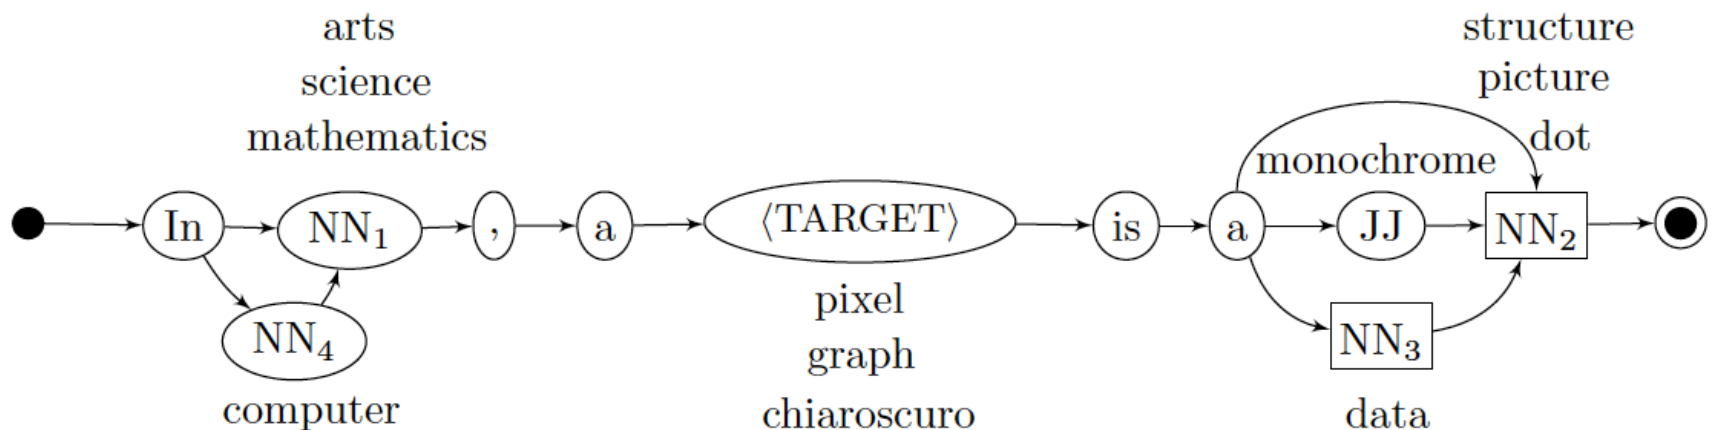 arts
science
mathematics
structure
picture
dot
monochrome
In NN₁ , a ⟨TARGET⟩ is a JJ NN₂
NN₄
NN₃
pixel
graph
chiaroscuro
computer
data